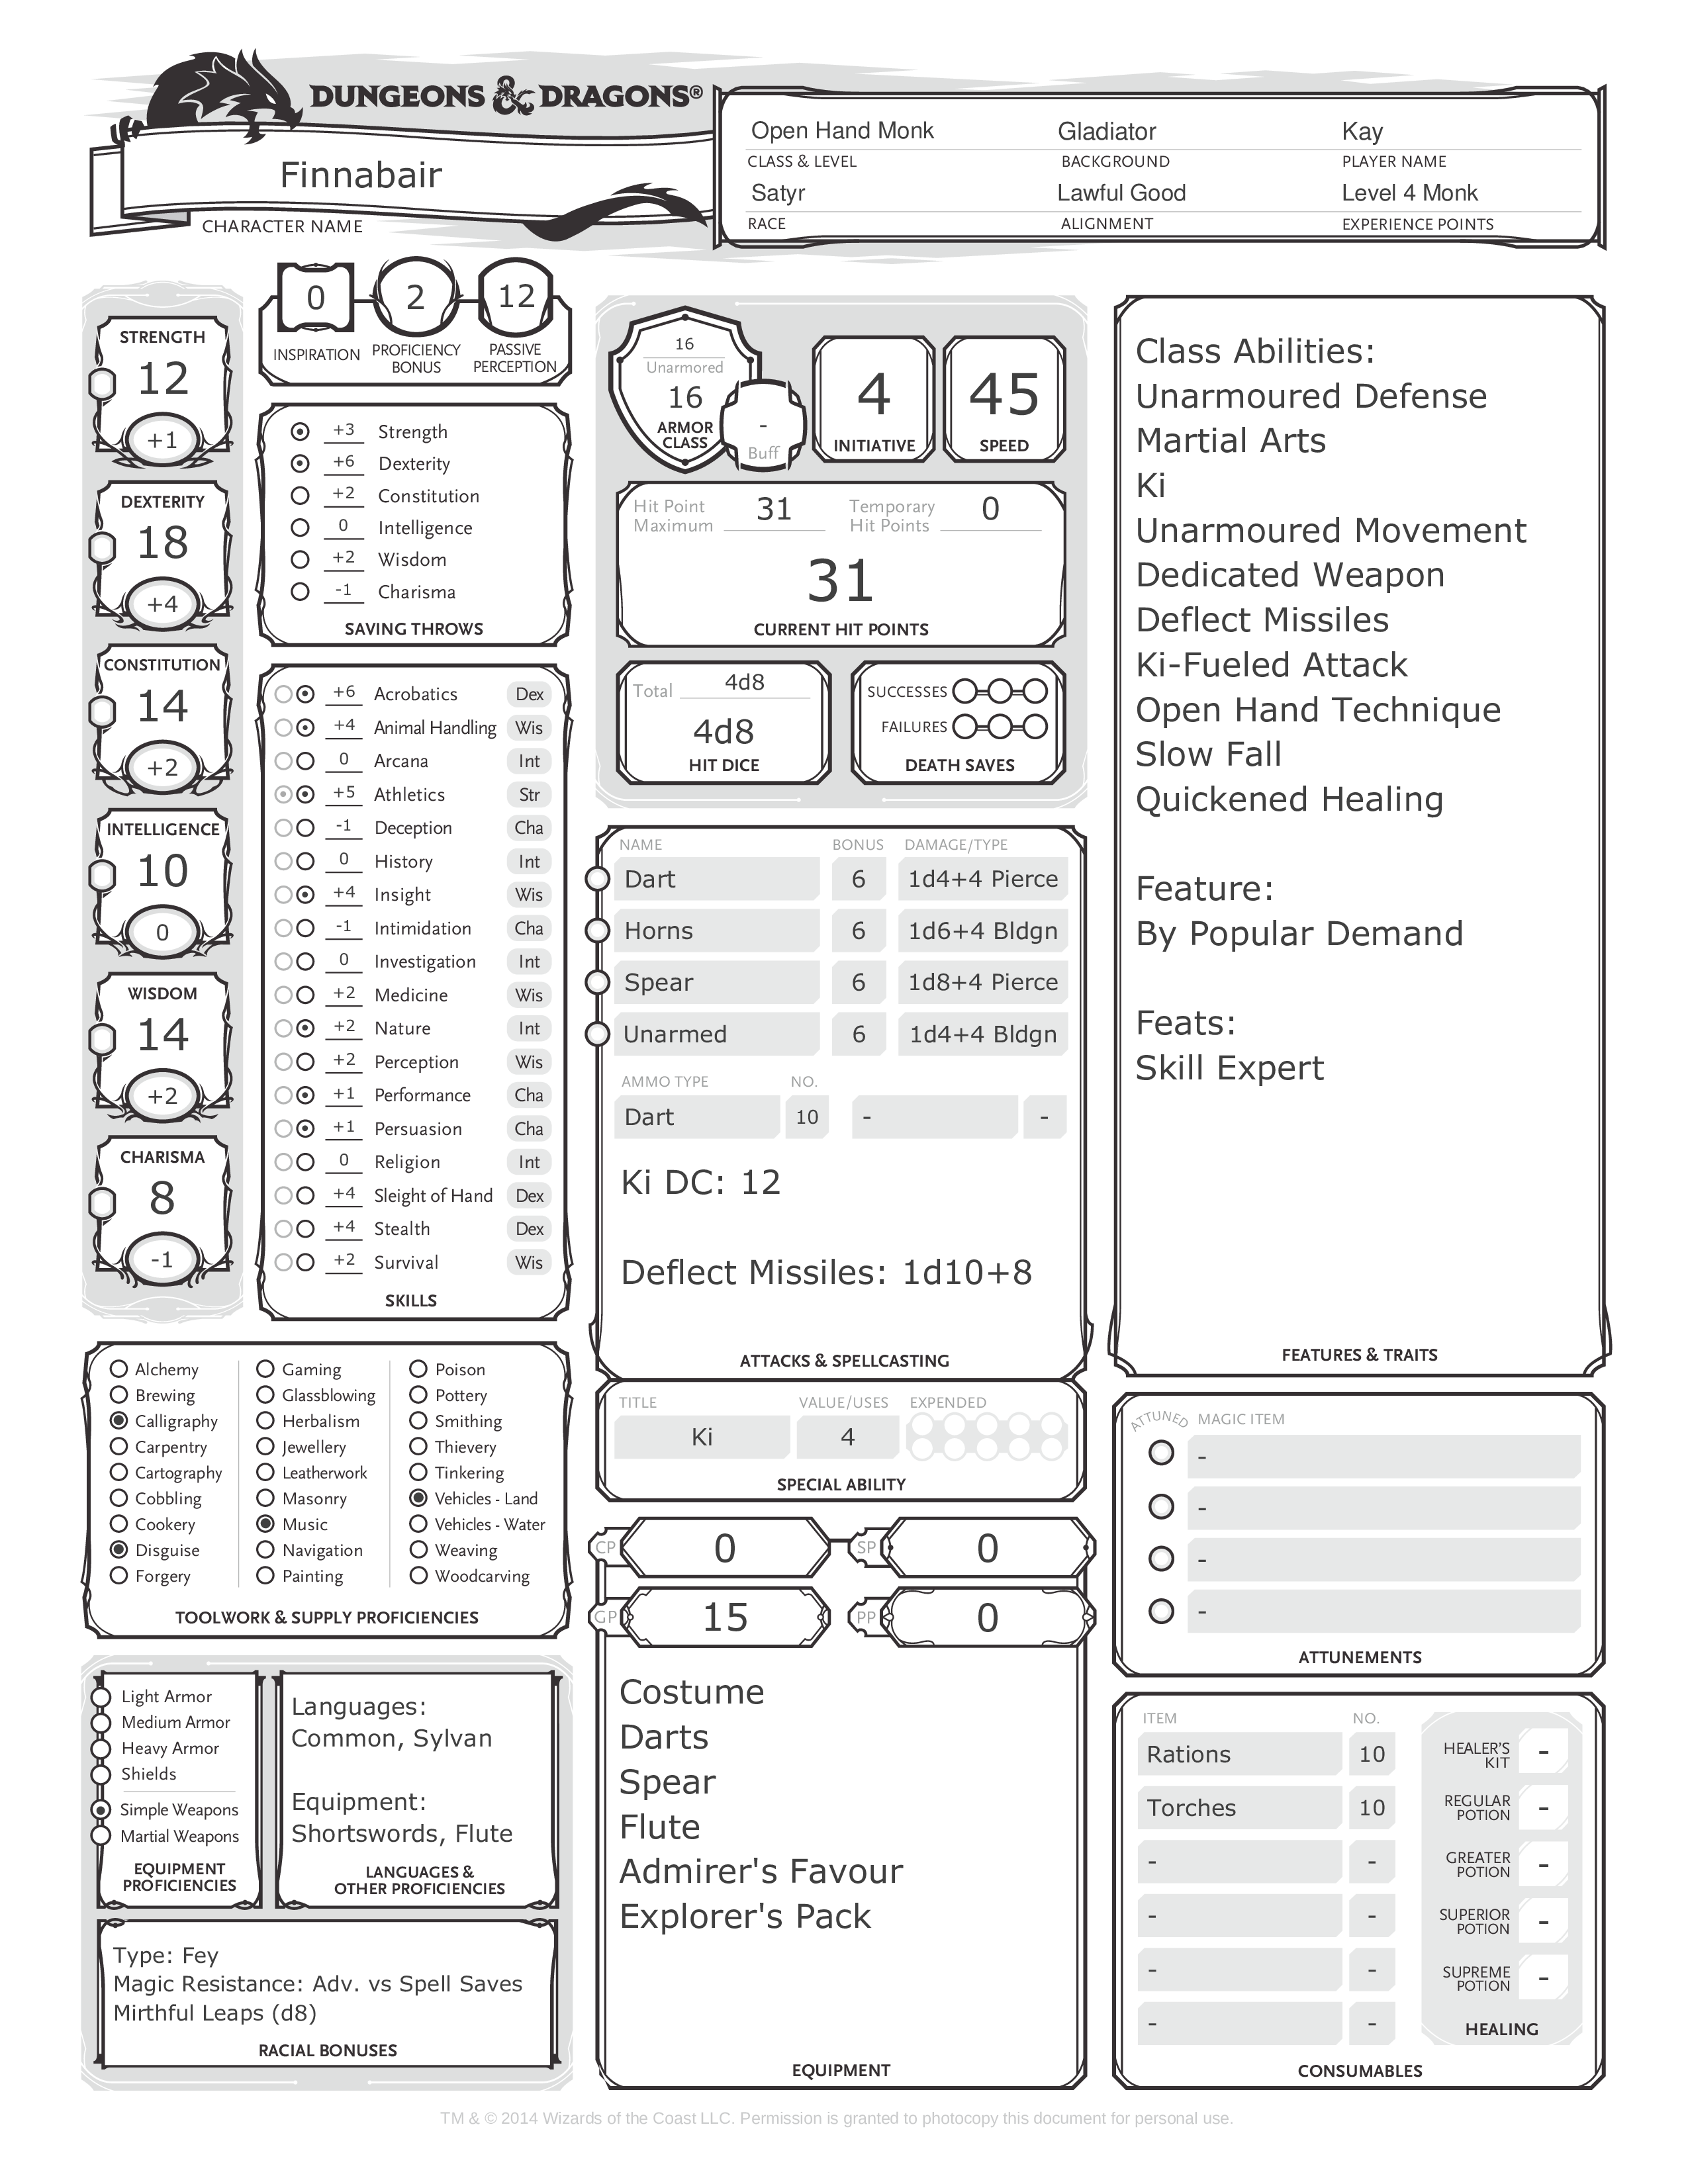 DUNGEONS & DRAGONS®
Finnabair
CHARACTER NAME
Open Hand Monk Gladiator Kay
CLASS & LEVEL BACKGROUND PLAYER NAME
Satyr Lawful Good Level 4 Monk
RACE ALIGNMENT EXPERIENCE POINTS
STRENGTH
12
+1
DEXTERITY
18
+4
CONSTITUTION
14
+2
INTELLIGENCE
10
0
WISDOM
14
+2
CHARISMA
8
-1
0 2 12
INSPIRATION PROFICIENCY BONUS PASSIVE PERCEPTION
+3 Strength
+6 Dexterity
+2 Constitution
0 Intelligence
+2 Wisdom
-1 Charisma
SAVING THROWS
+6 Acrobatics Dex
+4 Animal Handling Wis
0 Arcana Int
+5 Athletics Str
-1 Deception Cha
0 History Int
+4 Insight Wis
-1 Intimidation Cha
0 Investigation Int
+2 Medicine Wis
+2 Nature Int
+2 Perception Wis
+1 Performance Cha
+1 Persuasion Cha
0 Religion Int
+4 Sleight of Hand Dex
+4 Stealth Dex
+2 Survival Wis
SKILLS
Alchemy Gaming Poison
Brewing Glassblowing Pottery
Calligraphy Herbalism Smithing
Carpentry Jewellery Thievery
Cartography Leatherwork Tinkering
Cobbling Masonry Vehicles - Land
Cookery Music Vehicles - Water
Disguise Navigation Weaving
Forgery Painting Woodcarving
TOOLWORK & SUPPLY PROFICIENCIES
Light Armor
Medium Armor
Heavy Armor
Shields
Simple Weapons
Martial Weapons
EQUIPMENT
PROFICIENCIES
Languages:
Common, Sylvan
Equipment:
Shortswords, Flute
LANGUAGES &
OTHER PROFICIENCIES
Type: Fey
Magic Resistance: Adv. vs Spell Saves
Mirthful Leaps (d8)
RACIAL BONUSES
16
Unarmored
16
ARMOR
CLASS
-
Buff
4
INITIATIVE
45
SPEED
Hit Point Maximum 31 Temporary Hit Points 0
31
CURRENT HIT POINTS
Total 4d8
4d8
HIT DICE
SUCCESSES
FAILURES
DEATH SAVES
NAME BONUS DAMAGE/TYPE
Dart 6 1d4+4 Pierce
Horns 6 1d6+4 Bldgn
Spear 6 1d8+4 Pierce
Unarmed 6 1d4+4 Bldgn
AMMO TYPE NO.
Dart 10 - -
Ki DC: 12
Deflect Missiles: 1d10+8
ATTACKS & SPELLCASTING
TITLE VALUE/USES EXPENDED
Ki 4
SPECIAL ABILITY
CP 0 SP 0
GP 15 PP 0
Costume
Darts
Spear
Flute
Admirer's Favour
Explorer's Pack
EQUIPMENT
Class Abilities:
Unarmoured Defense
Martial Arts
Ki
Unarmoured Movement
Dedicated Weapon
Deflect Missiles
Ki-Fueled Attack
Open Hand Technique
Slow Fall
Quickened Healing
Feature:
By Popular Demand
Feats:
Skill Expert
FEATURES & TRAITS
ATTUNED MAGIC ITEM
-
-
-
-
ATTUNEMENTS
ITEM NO.
Rations 10
Torches 10
- -
- -
- -
- -
HEALER'S KIT -
REGULAR POTION -
GREATER POTION -
SUPERIOR POTION -
SUPREME POTION -
HEALING
CONSUMABLES
TM & © 2014 Wizards of the Coast LLC. Permission is granted to photocopy this document for personal use.